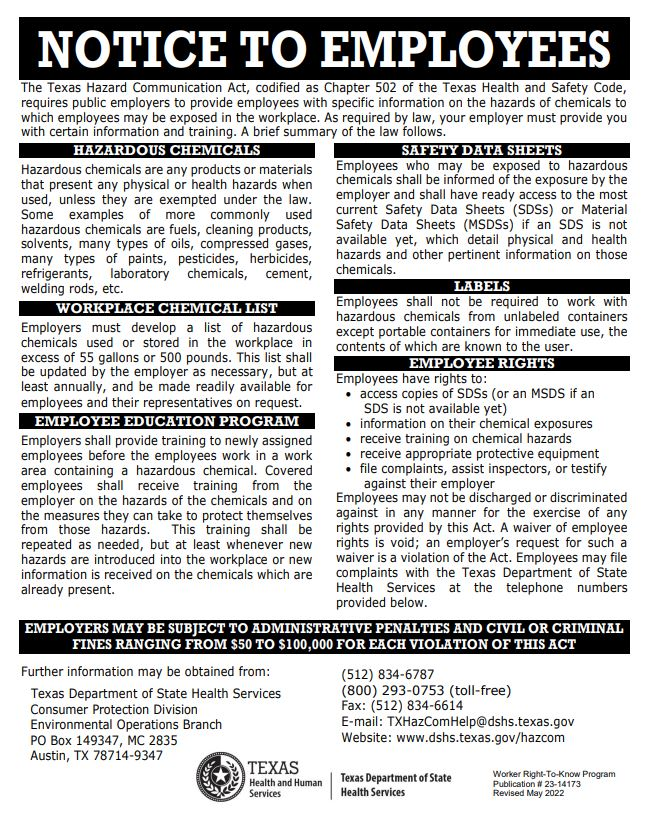 NOTICE TO EMPLOYEES
The Texas Hazard Communication Act, codified as Chapter 502 of the Texas Health and Safety Code,
requires public employers to provide employees with specific information on the hazards of chemicals to
which employees may be exposed in the workplace. As required by law, your employer must provide you
with certain information and training. A brief summary of the law follows.
HAZARDOUS CHEMICALS
Hazardous chemicals are any products or materials
that present any physical or health hazards when
used, unless they are exempted under the law.
Some examples of more commonly used
hazardous chemicals are fuels, cleaning products,
solvents, many types of oils, compressed gases,
many types of paints, pesticides, herbicides,
refrigerants, laboratory chemicals, cement,
welding rods, etc.
WORKPLACE CHEMICAL LIST
Employers must develop a list of hazardous
chemicals used or stored in the workplace in
excess of 55 gallons or 500 pounds. This list shall
be updated by the employer as necessary, but at
least annually, and be made readily available for
employees and their representatives on request.
EMPLOYEE EDUCATION PROGRAM
Employers shall provide training to newly assigned
employees before the employees work in a work
area containing a hazardous chemical. Covered
employees shall receive training from the
employer on the hazards of the chemicals and on
the measures they can take to protect themselves
from those hazards. This training shall be
repeated as needed, but at least whenever new
hazards are introduced into the workplace or new
information is received on the chemicals which are
already present.
SAFETY DATA SHEETS
Employees who may be exposed to hazardous
chemicals shall be informed of the exposure by the
employer and shall have ready access to the most
current Safety Data Sheets (SDSs) or Material
Safety Data Sheets (MSDSs) if an SDS is not
available yet, which detail physical and health
hazards and other pertinent information on those
chemicals.
LABELS
Employees shall not be required to work with
hazardous chemicals from unlabeled containers
except portable containers for immediate use, the
contents of which are known to the user.
EMPLOYEE RIGHTS
Employees have rights to:
• access copies of SDSs (or an MSDS if an
SDS is not available yet)
• information on their chemical exposures
• receive training on chemical hazards
• receive appropriate protective equipment
• file complaints, assist inspectors, or testify
against their employer
Employees may not be discharged or discriminated
against in any manner for the exercise of any
rights provided by this Act. A waiver of employee
rights is void; an employer's request for such a
waiver is a violation of the Act. Employees may file
complaints with the Texas Department of State
Health Services at the telephone numbers
provided below.
EMPLOYERS MAY BE SUBJECT TO ADMINISTRATIVE PENALTIES AND CIVIL OR CRIMINAL
FINES RANGING FROM $50 TO $100,000 FOR EACH VIOLATION OF THIS ACT
Further information may be obtained from:
Texas Department of State Health Services
Consumer Protection Division
Environmental Operations Branch
PO Box 149347, MC 2835
Austin, TX 78714-9347
(512) 834-6787
(800) 293-0753 (toll-free)
Fax: (512) 834-6614
E-mail: TXHazComHelp@dshs.texas.gov
Website: www.dshs.texas.gov/hazcom
TEXAS
Health and Human
Services
Texas Department of State
Health Services
Worker Right-To-Know Program
Publication # 23-14173
Revised May 2022